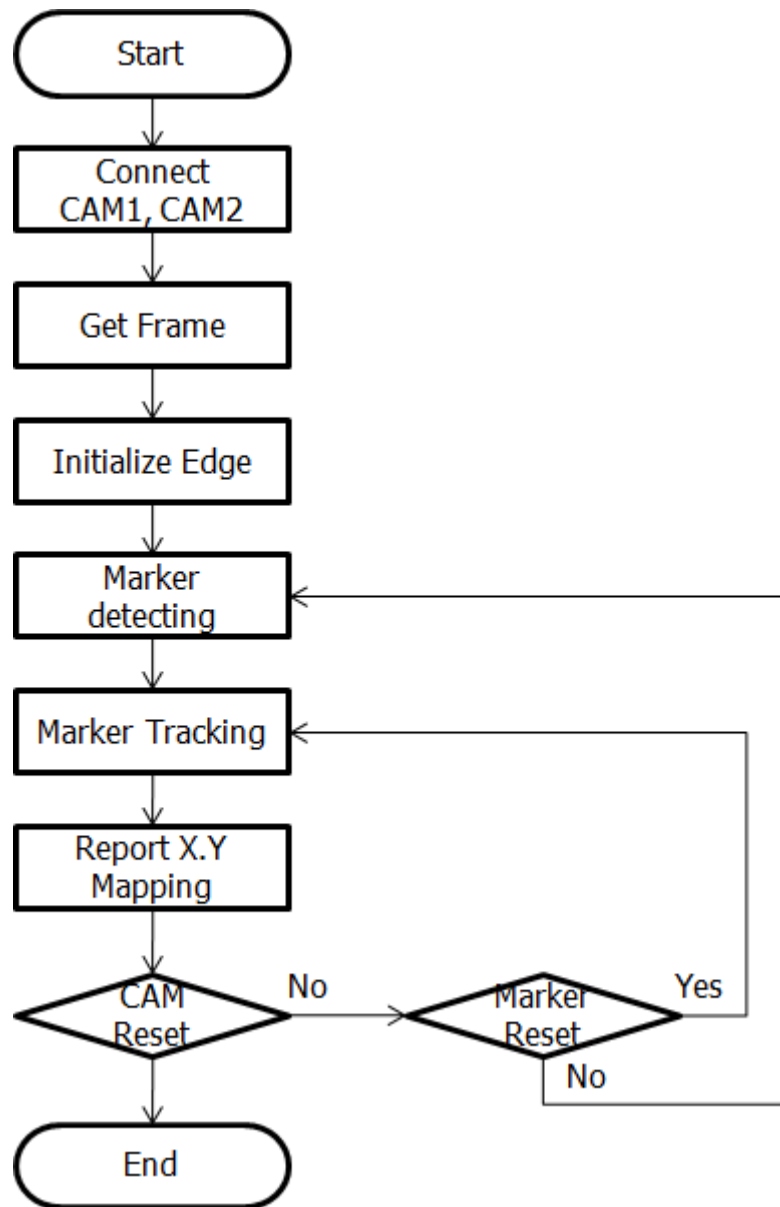 Start
Connect
CAM1, CAM2
Get Frame
Initialize Edge
Marker
detecting
Marker Tracking
Report X.Y
Mapping
CAM
Reset
No
Marker
Reset
Yes
No
End